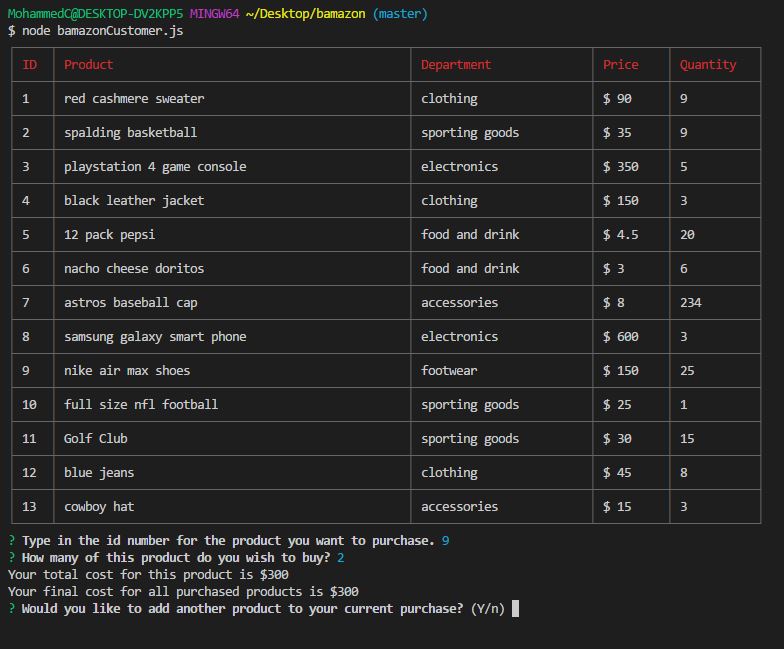 MohammedC@DESKTOP-DV2KPP5 MINGW64 ~/Desktop/bamazon (master)
$ node bamazonCustomer.js
ID Product Department Price Quantity
1 red cashmere sweater clothing $ 90 9
2 spalding basketball sporting goods $ 35 9
3 playstation 4 game console electronics $ 350 5
4 black leather jacket clothing $ 150 3
5 12 pack pepsi food and drink $ 4.5 20
6 nacho cheese doritos food and drink $ 3 6
7 astros baseball cap accessories $ 8 234
8 samsung galaxy smart phone electronics $ 600 3
9 nike air max shoes footwear $ 150 25
10 full size nfl football sporting goods $ 25 1
11 Golf Club sporting goods $ 30 15
12 blue jeans clothing $ 45 8
13 cowboy hat accessories $ 15 3
? Type in the id number for the product you want to purchase. 9
? How many of this product do you wish to buy? 2
Your total cost for this product is $300
Your final cost for all purchased products is $300
? Would you like to add another product to your current purchase? (Y/n)